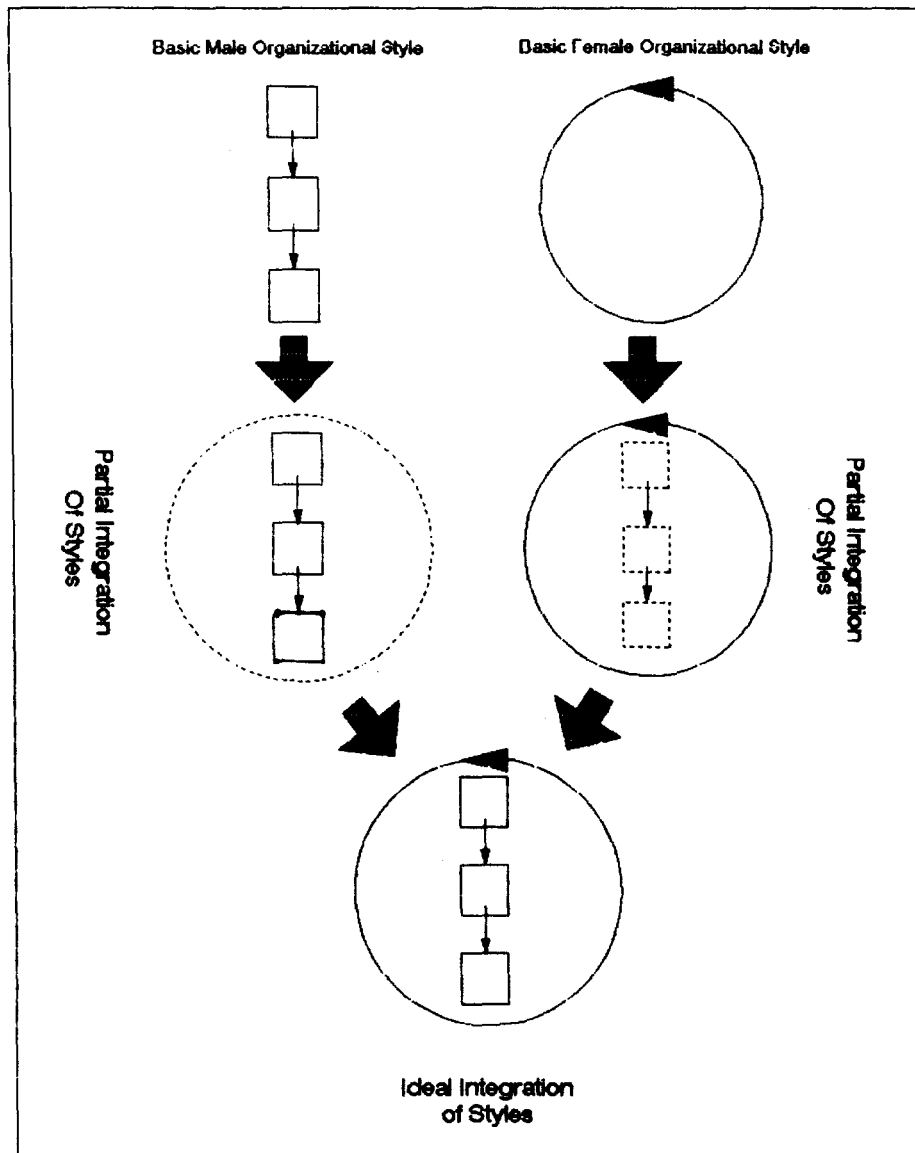 Basic Male Organizational Style
Basic Female Organizational Style
Partial Integration
Of Styles
Partial Integration
Of Styles
Ideal Integration
of Styles